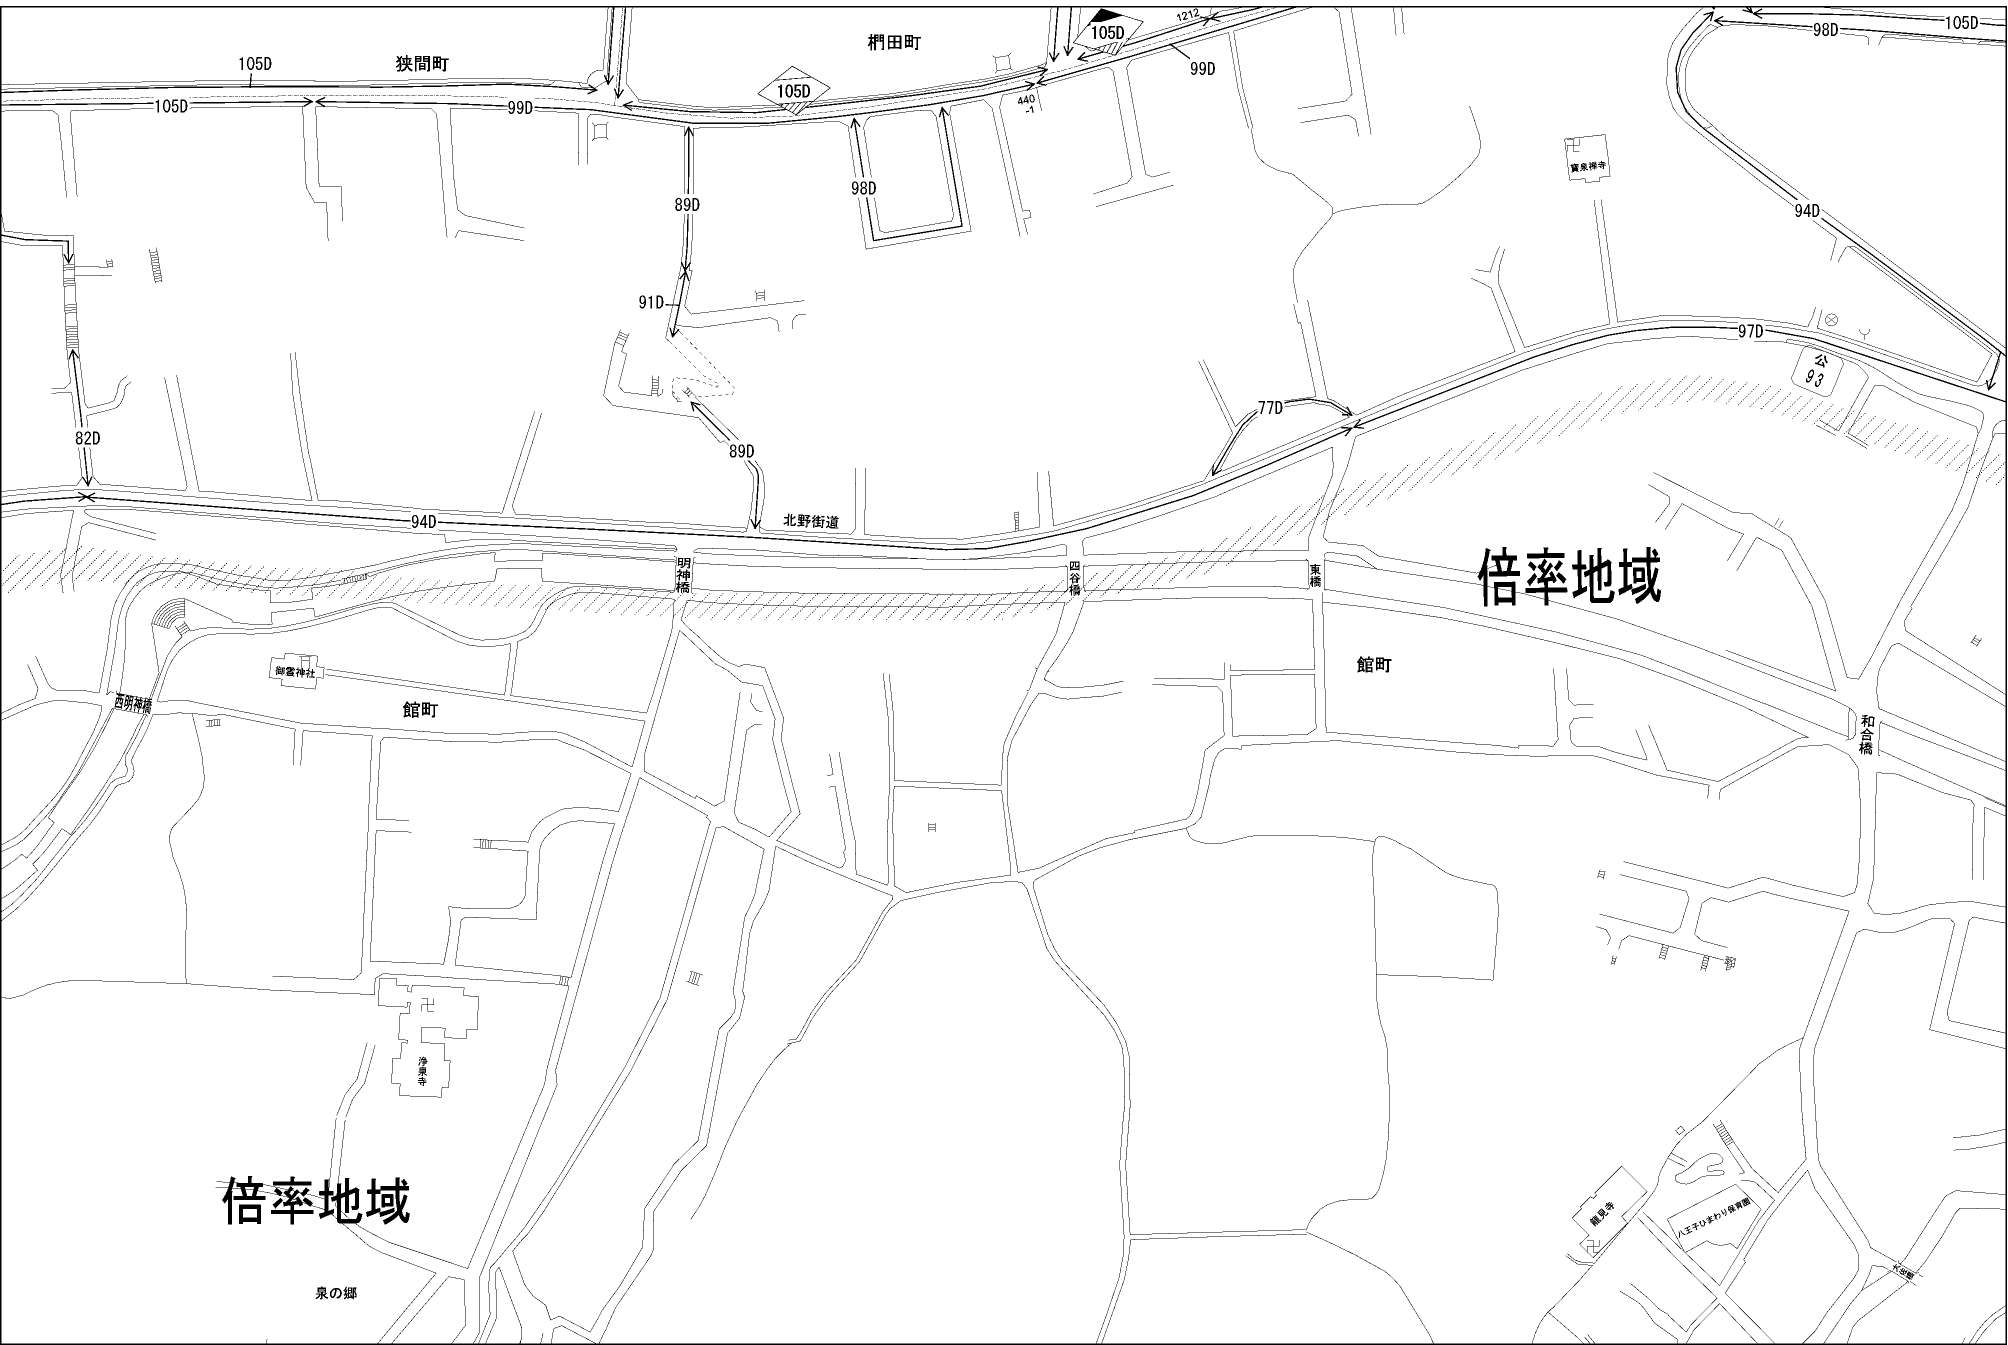 1212
105D
98D
105D
105D
狭間町
椚田町
105D
99D
105D
99D
440
-1
寶泉禅寺
98D
89D
94D
91D
97D
公
93
77D
82D
89D
94D
北野街道
明神橋
四谷橋
東橋
倍率地域
御霊神社
館町
西明神橋
館町
和合橋
浄泉寺
倍率地域
龍見寺
八王子ひまわり保育園
泉の郷